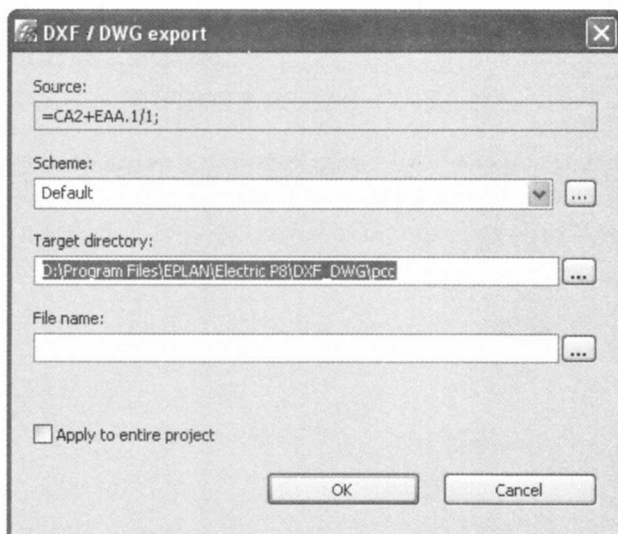 DXF / DWG export
Source:
=CA2+EAA.1/1;
Scheme:
Default
...
Target directory:
D:\Program Files\EPLAN\Electric P8\DXF_DWG\pcc
...
File name:
...
Apply to entire project
OK
Cancel